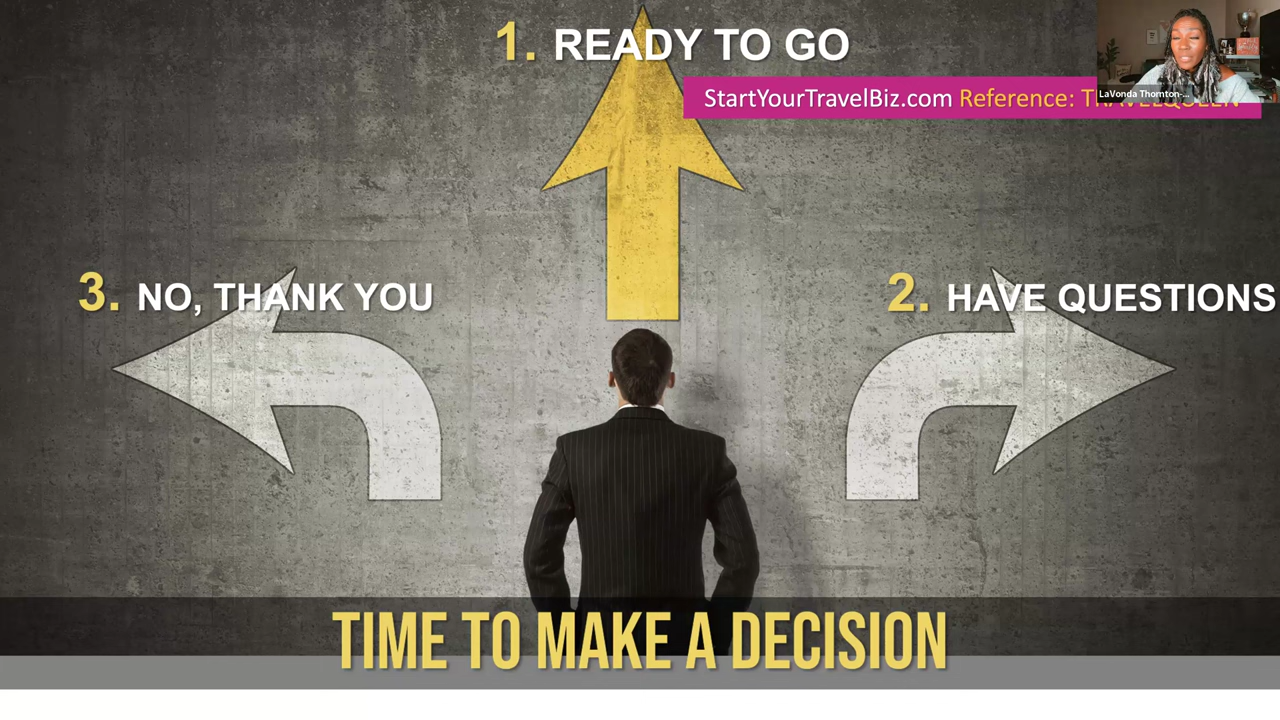 1. READY TO GO
StartYourTravelBiz.com Reference:
LaVonda Thornton-...
3. NO, THANK YOU
2. HAVE QUESTIONS
TIME TO MAKE A DECISION